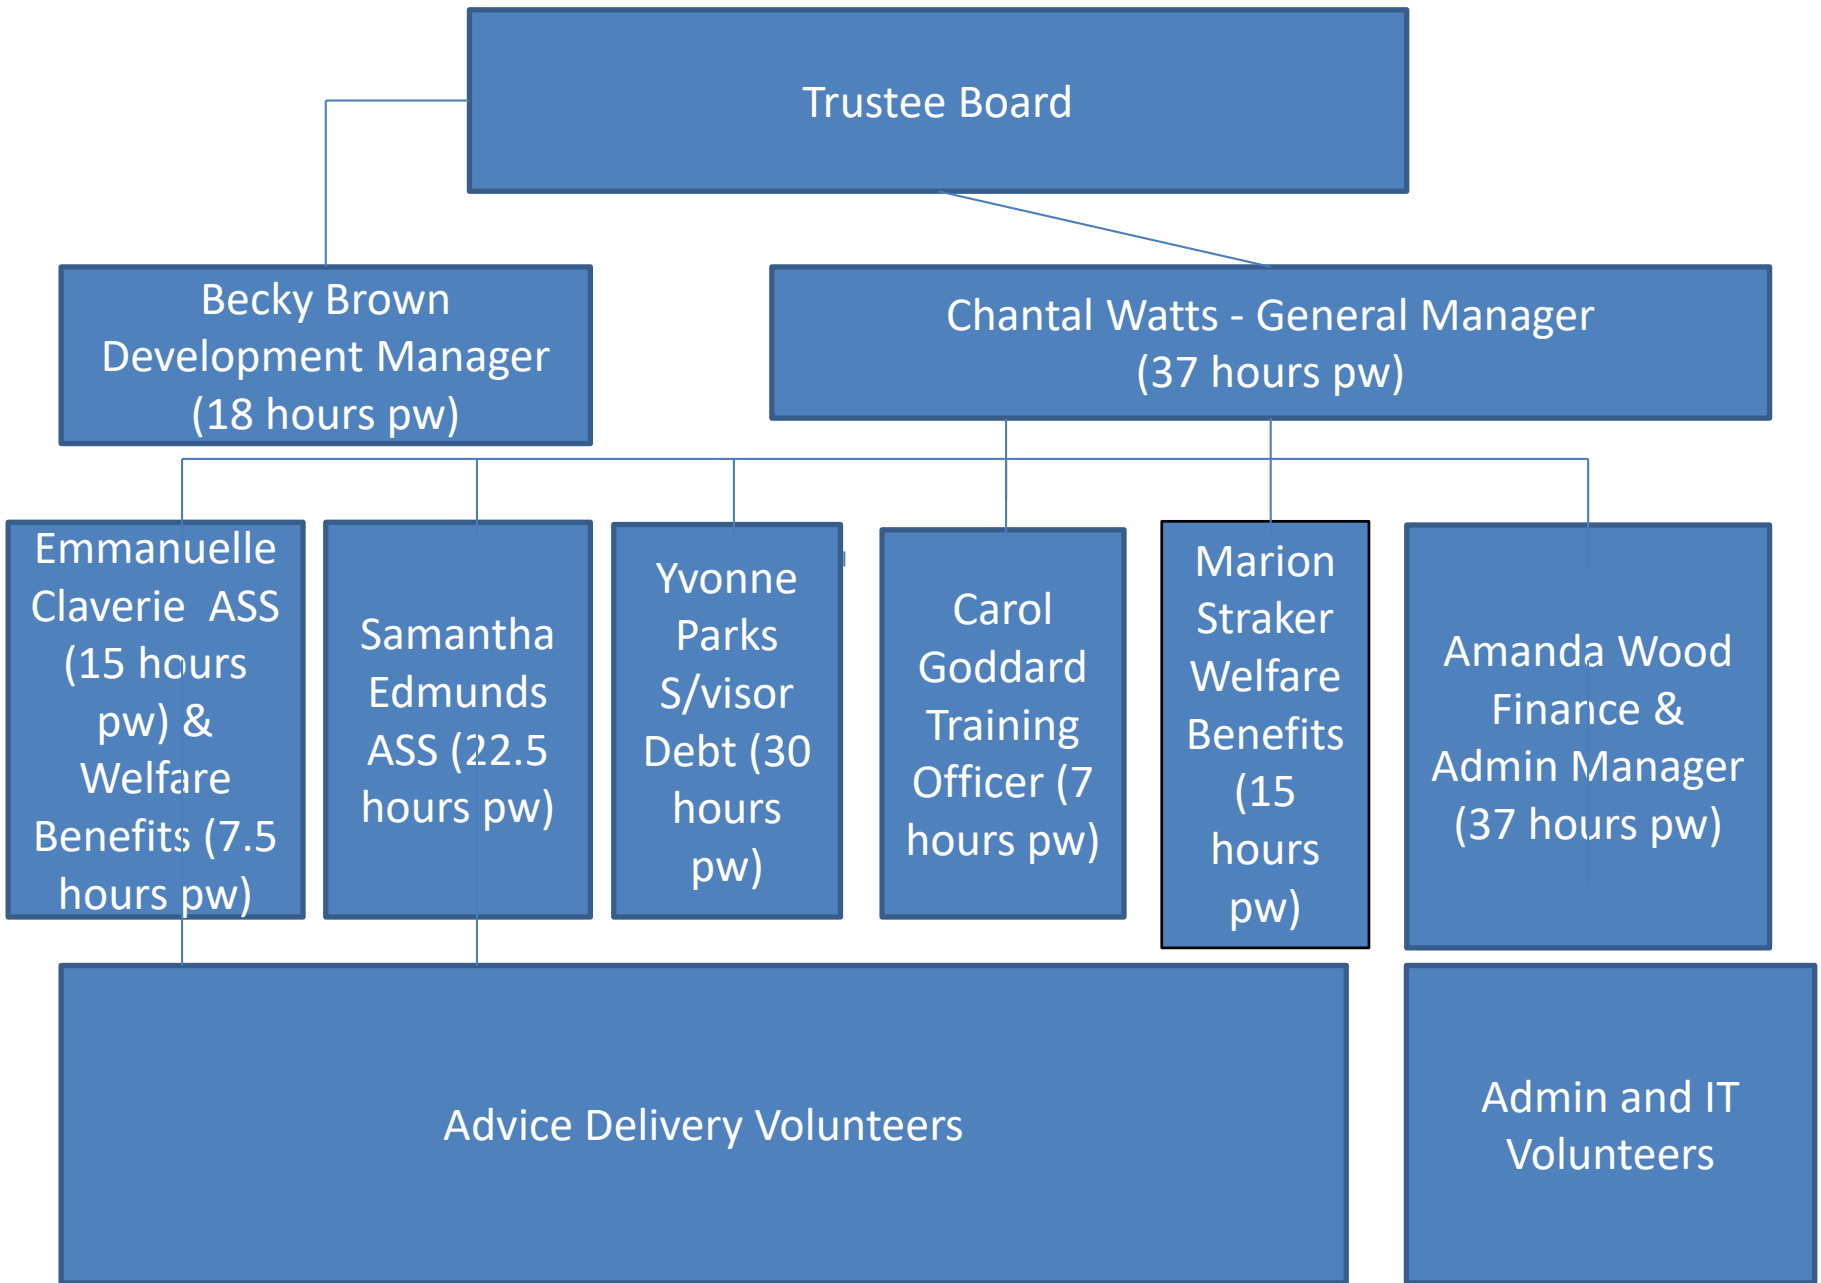 Trustee Board
Becky Brown
Development Manager
(18 hours pw)
Chantal Watts - General Manager
(37 hours pw)
Emmanuelle
Claverie  ASS
(15 hours
pw) &
Welfare
Benefits (7.5
hours pw)
Samantha
Edmunds
ASS (22.5
hours pw)
Yvonne
Parks
S/visor
Debt (30
hours
pw)
Carol
Goddard
Training
Officer (7
hours pw)
Marion
Straker
Welfare
Benefits
(15
hours
pw)
Amanda Wood
Finance &
Admin Manager
(37 hours pw)
Advice Delivery Volunteers
Admin and IT
Volunteers